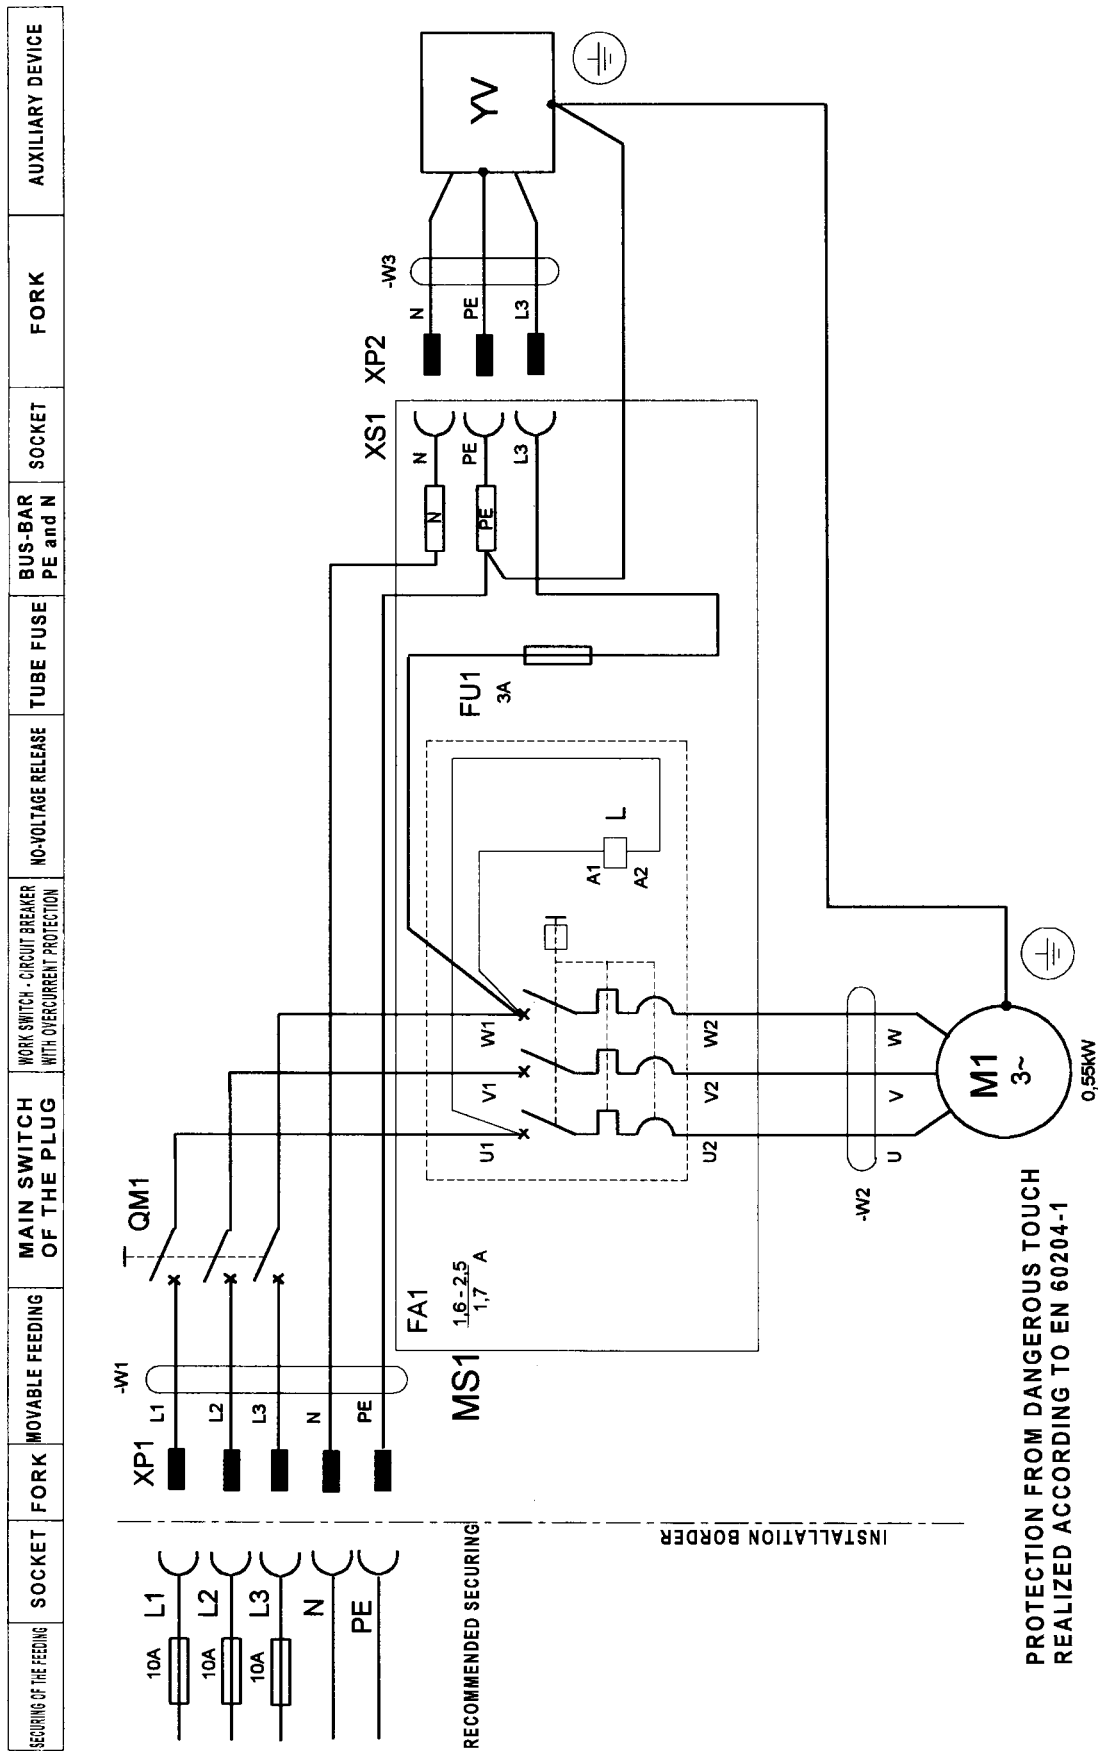 SECURING OF THE FEEDING
SOCKET
FORK
MOVABLE FEEDING
MAIN SWITCH
OF THE PLUG
WORK SWITCH - CIRCUIT BREAKER
WITH OVERCURRENT PROTECTION
NO-VOLTAGE RELEASE
TUBE FUSE
BUS-BAR
PE and N
SOCKET
FORK
AUXILIARY DEVICE
10A
L1
10A
L2
10A
L3
N
PE
RECOMMENDED SECURING
INSTALLATION BORDER
XP1
-W1
L1
L2
L3
N
PE
QM1
MS1
FA1
1,6 - 2,5
1,7
A
U1
V1
W1
U2
V2
W2
A1
A2
L
FU1
3A
N
PE
XS1
N
PE
L3
XP2
-W3
N
PE
L3
YV
-W2
U
V
W
M1
3~
0,55kW
PROTECTION FROM DANGEROUS TOUCH
REALIZED ACCORDING TO EN 60204-1